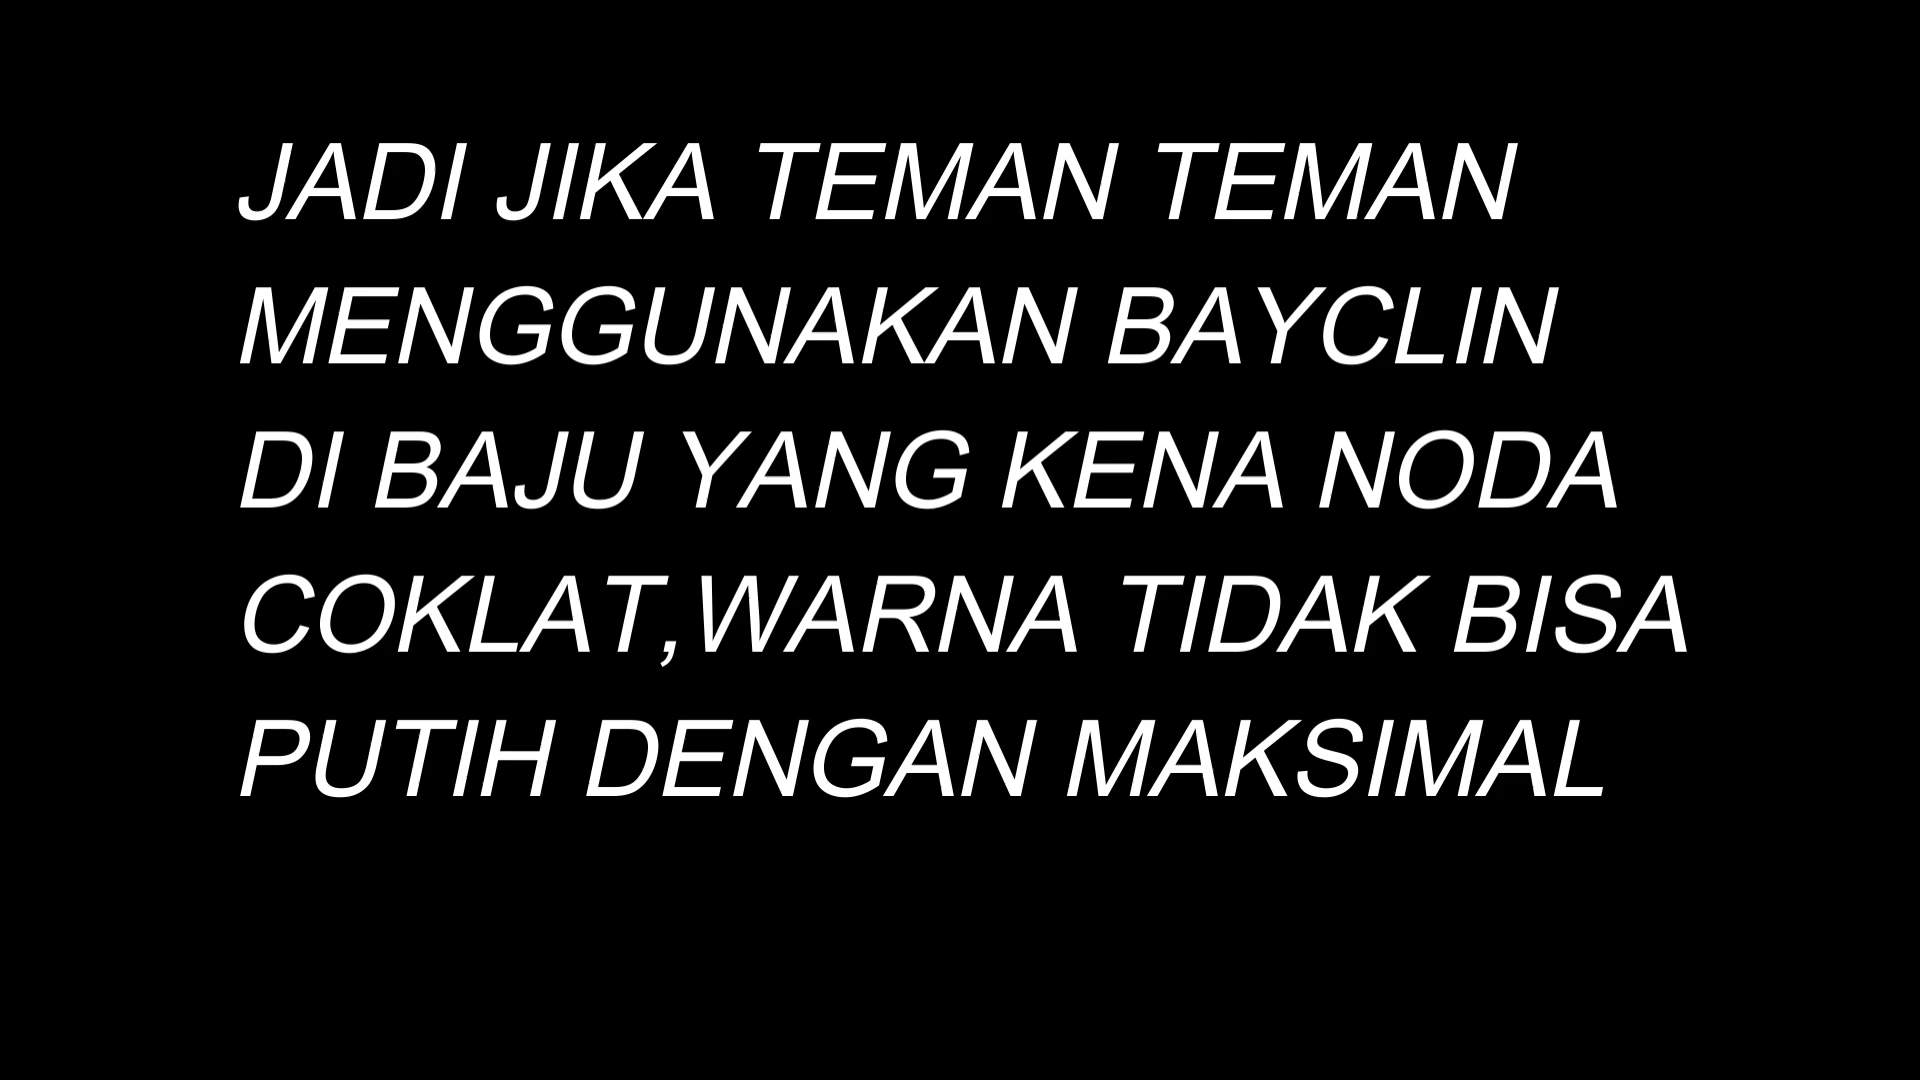 JADI JIKA TEMAN TEMAN
MENGGUNAKAN BAYCLIN
DI BAJU YANG KENA NODA
COKLAT,WARNA TIDAK BISA
PUTIH DENGAN MAKSIMAL